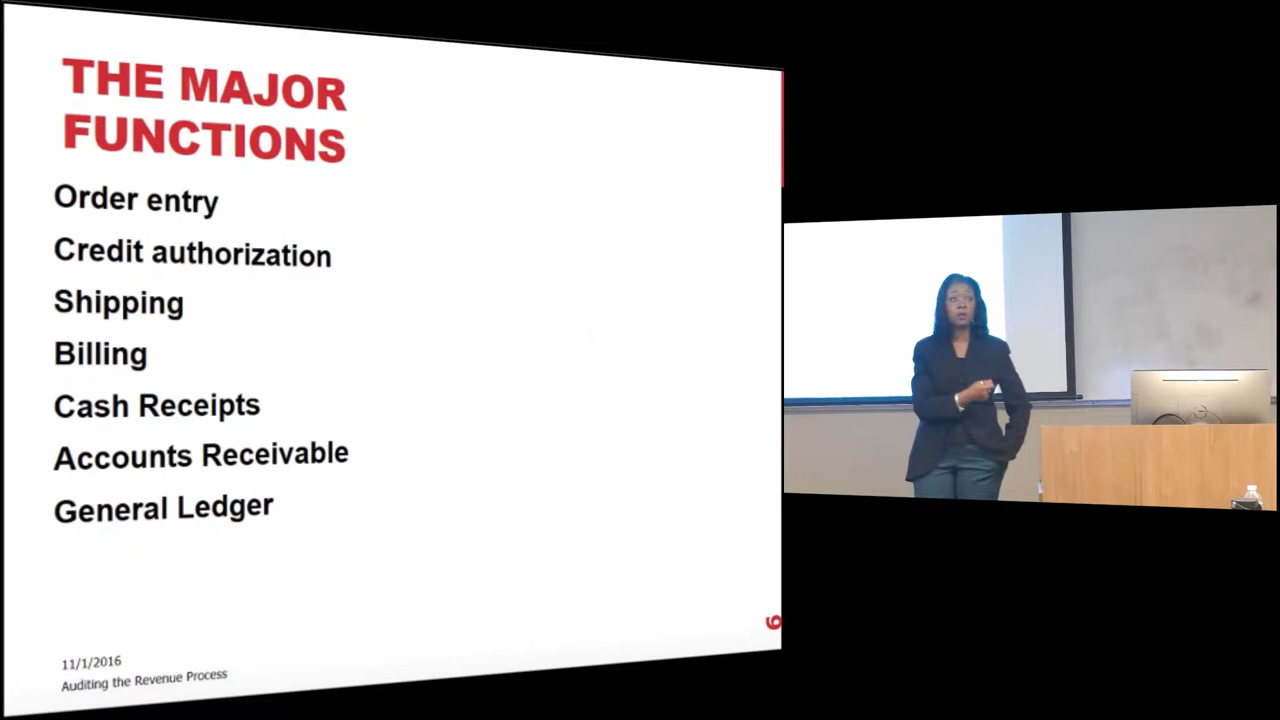 THE MAJOR
FUNCTIONS
Order entry
Credit authorization
Shipping
Billing
Cash Receipts
Accounts Receivable
General Ledger
6
11/1/2016
Auditing the Revenue Process